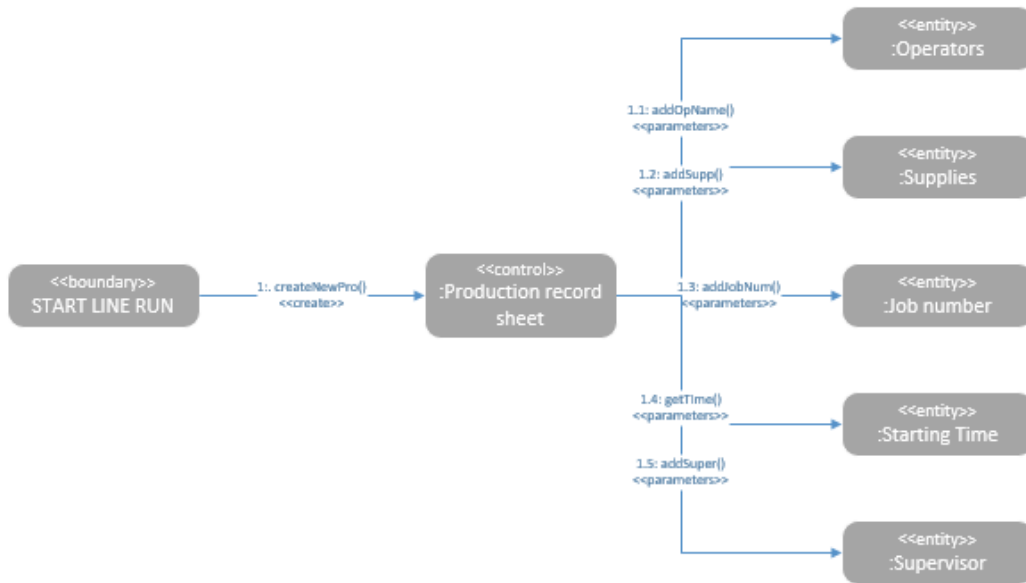 <<entity>>
:Operators
1.1: addOpName()
<<parameters>>
<<entity>>
:Supplies
1.2: addSupp()
<<parameters>>
<<boundary>>
START LINE RUN
1:. createNewPro()
<<create>>
<<control>>
:Production record
sheet
1.3: addJobNum()
<<parameters>>
<<entity>>
:Job number
1.4: getTime()
<<parameters>>
<<entity>>
:Starting Time
1.5: addSuper()
<<parameters>>
<<entity>>
:Supervisor